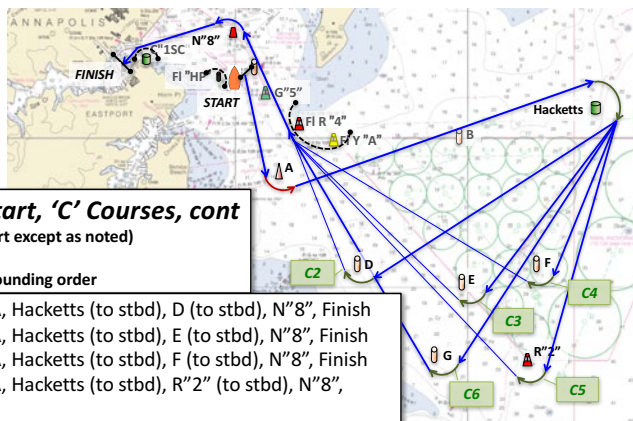 ANNAPOLIS
N"8"
C"1SC
FINISH
Fl "HP
START
G"5"
Fl R "4"
Fl Y "A"
Hacketts
B
EASTPORT
A
tart, ‘C’ Courses, cont
rt except as noted)
ounding order
A, Hacketts (to stbd), D (to stbd), N”8”, Finish
A, Hacketts (to stbd), E (to stbd), N”8”, Finish
A, Hacketts (to stbd), F (to stbd), N”8”, Finish
A, Hacketts (to stbd), R”2” (to stbd), N”8”,
C2
D
F
E
C4
C3
G
R"2"
C6
C5